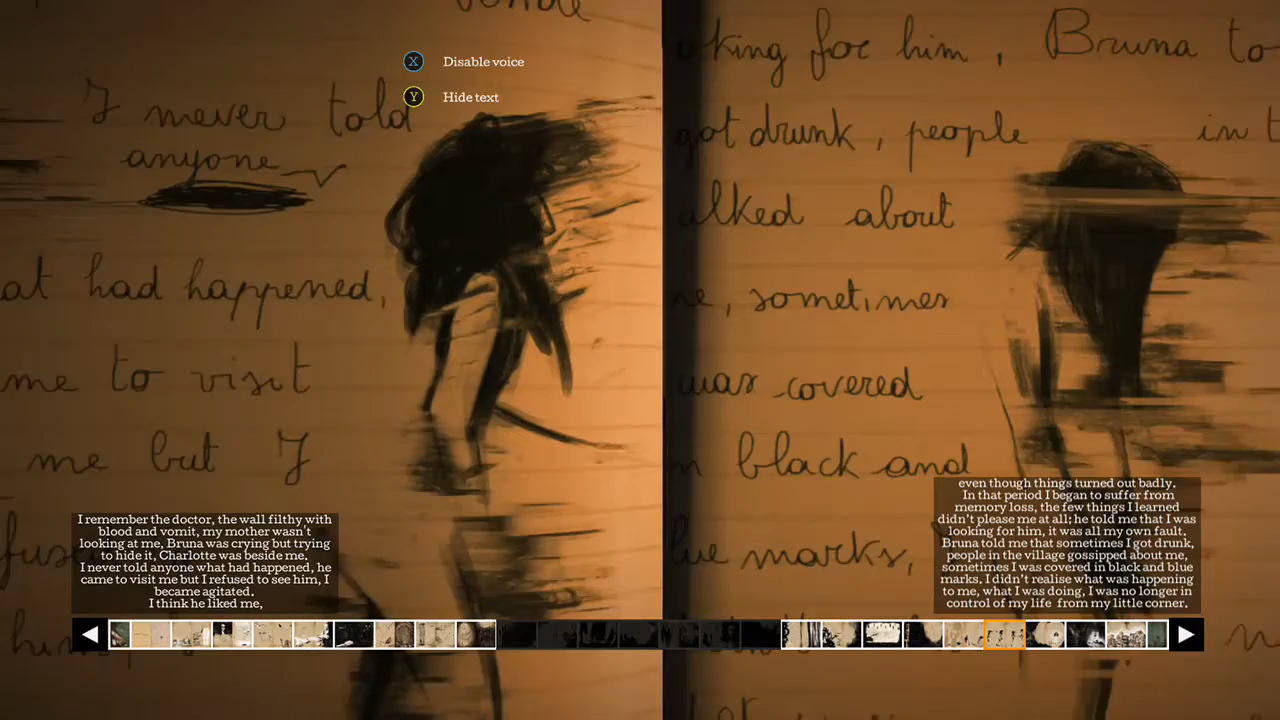 Disable voice
Hide text
I never told
anyone
at had happened,
me to visit
me but I
oking for him, Bruna to
got drunk, people in t
alked about
ne, sometimes
was covered
n black and
lue marks,
I remember the doctor, the wall filthy with
blood and vomit, my mother wasn't
looking at me, Bruna was crying but trying
to hide it, Charlotte was beside me.
I never told anyone what had happened, he
came to visit me but I refused to see him, I
became agitated.
I think he liked me,
even though things turned out badly.
In that period I began to suffer from
memory loss, the few things I learned
didn't please me at all; he told me that I was
looking for him, it was all my own fault,
Bruna told me that sometimes I got drunk,
people in the village gossipped about me,
sometimes I was covered in black and blue
marks. I didn't realise what was happening
to me, what I was doing, I was no longer in
control of my life from my little corner.